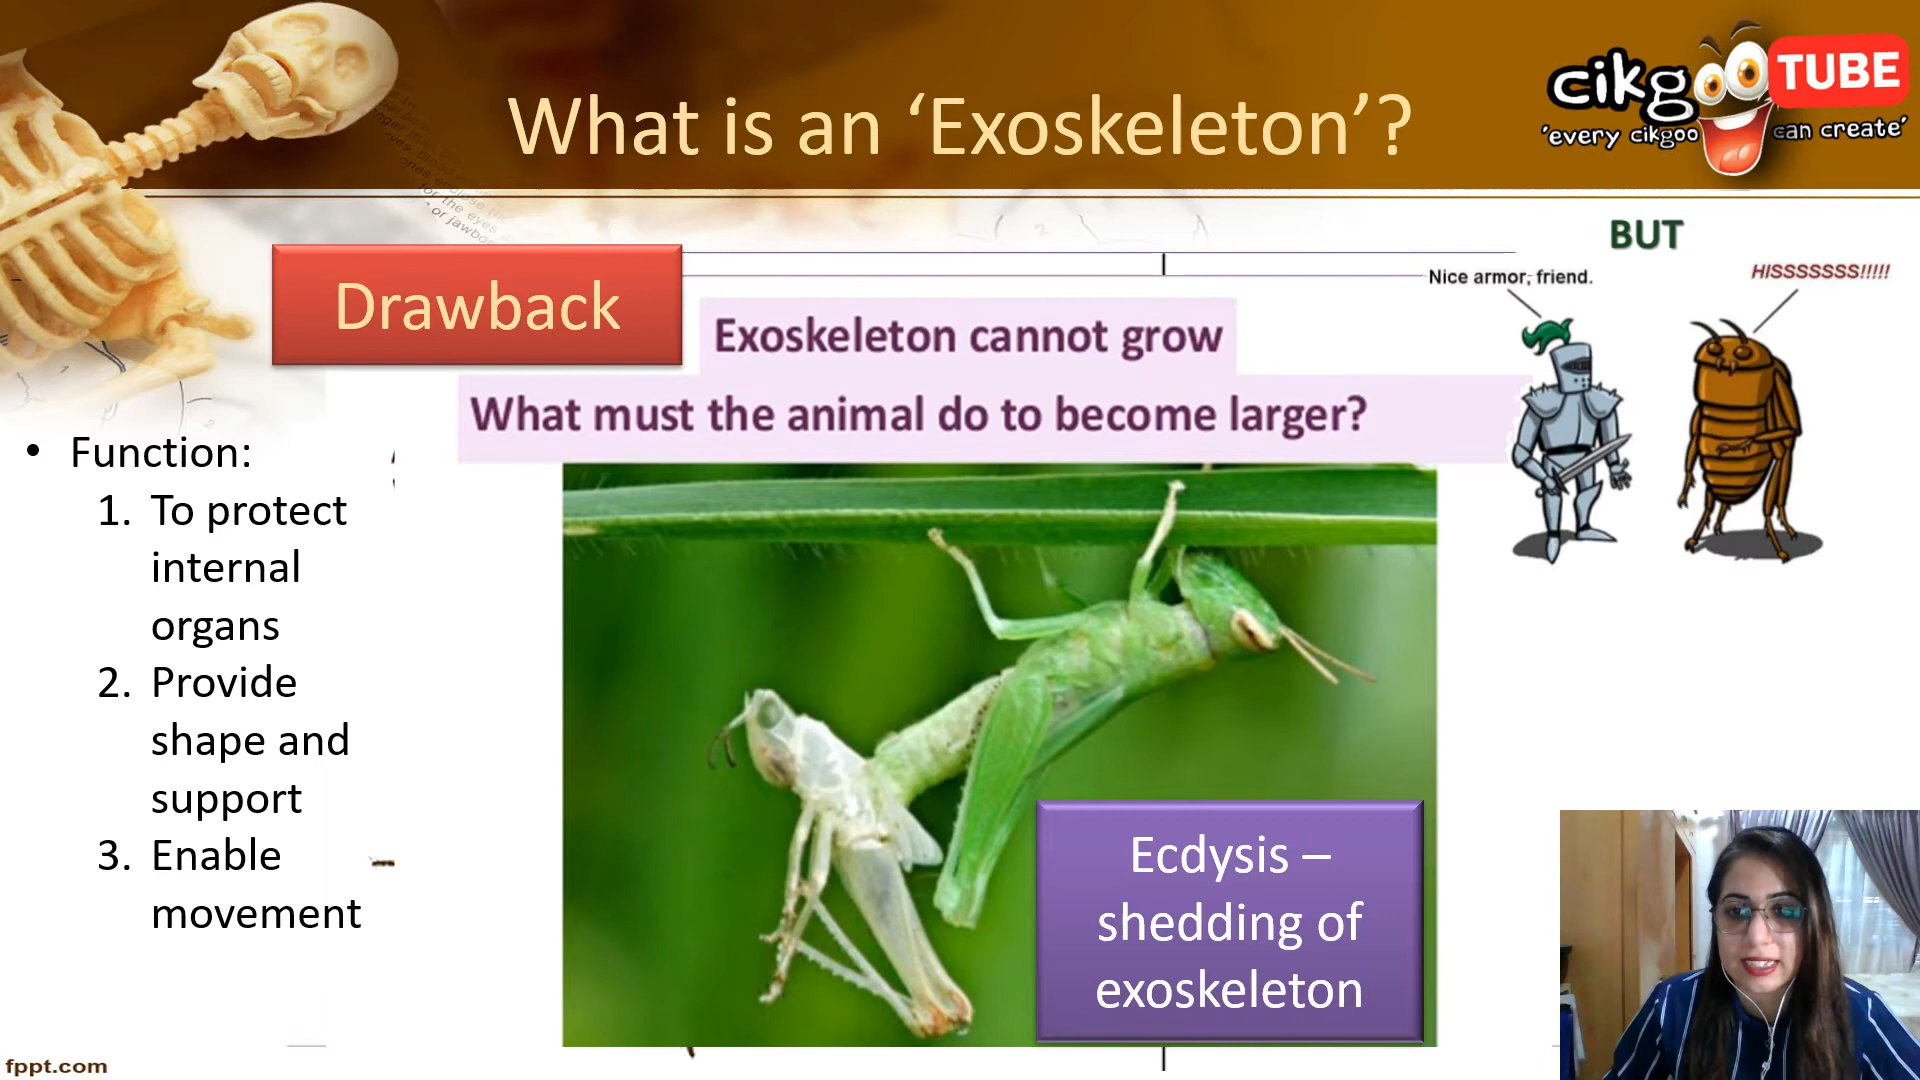 What is an ‘Exoskeleton’?
cikgoo TUBE
'every cikgoo can create'
Drawback
BUT
Nice armor, friend.
HISSSSSSS!!!!!
Exoskeleton cannot grow
What must the animal do to become larger?
• Function:
1. To protect
internal
organs
2. Provide
shape and
support
3. Enable
movement
Ecdysis –
shedding of
exoskeleton
fppt.com